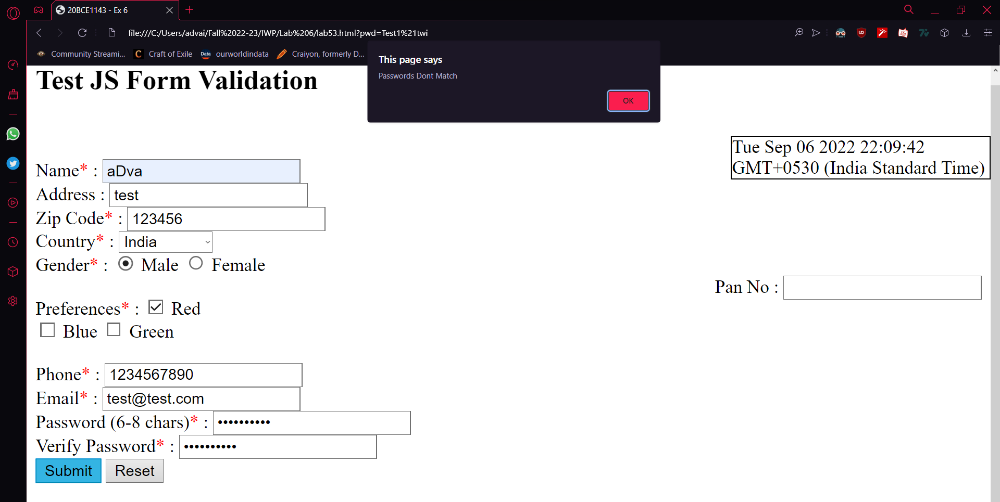 20BCE1143 - Ex 6
file:///C:/Users/advai/Fall%2022-23/IWP/Lab%206/lab53.html?pwd=Test1%21twi
Community Streami... C Craft of Exile Data ourworldindata Craiyon, formerly D...
This page says
Passwords Dont Match
OK
Test JS Form Validation
Tue Sep 06 2022 22:09:42
GMT+0530 (India Standard Time)
Name* : aDva
Address : test
Zip Code* : 123456
Country* : India
Gender* : Male Female
Pan No :
Preferences* : Red
Blue Green
Phone* : 1234567890
Email* : test@test.com
Password (6-8 chars)* : ••••••••••
Verify Password* : ••••••••••
Submit Reset